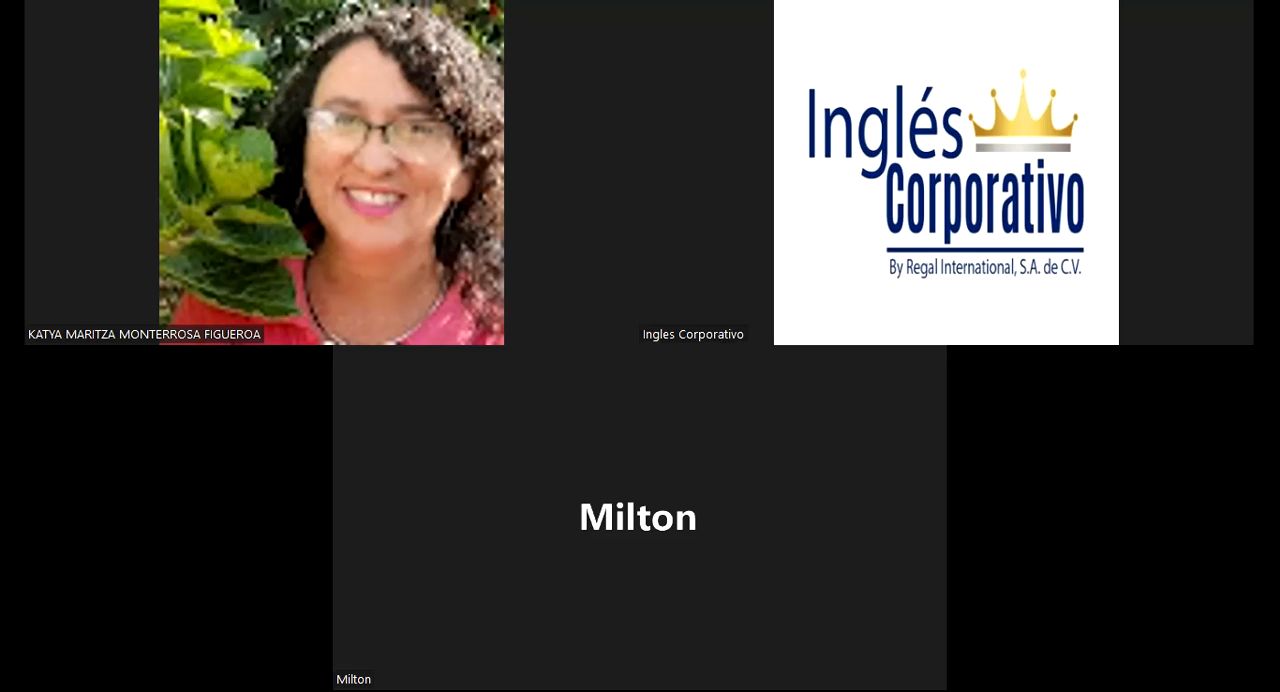 Inglés
Corporativo
By Regal International, S.A. de C.V.
KATYA MARITZA MONTERROSA FIGUEROA
Ingles Corporativo
Milton
Milton